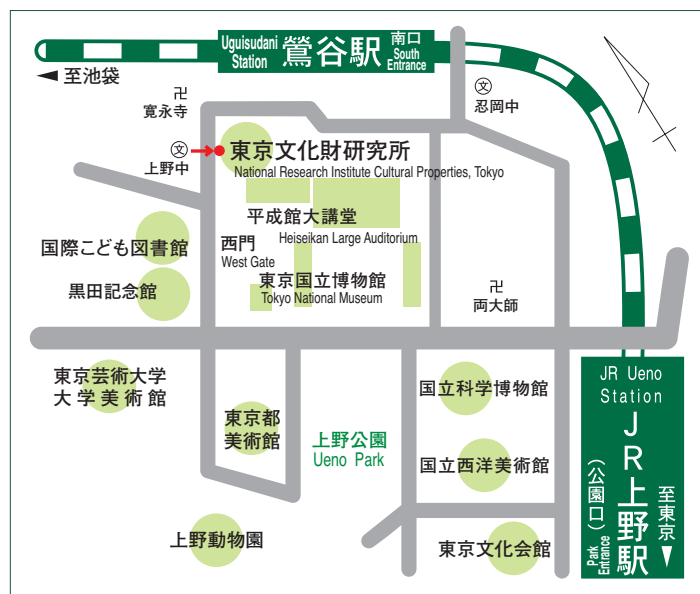 Uguisudani
Station
鶯谷駅
南口
South
Entrance
至池袋
卍
寛永寺
文
忍岡中
文
上野中
東京文化財研究所
National Research Institute Cultural Properties, Tokyo
平成館大講堂
Heiseikan Large Auditorium
西門
West Gate
国際こども図書館
黒田記念館
東京国立博物館
Tokyo National Museum
卍
両大師
東京芸術大学
大学美術館
東京都
美術館
上野公園
Ueno Park
国立科学博物館
国立西洋美術館
上野動物園
東京文化会館
JR Ueno
Station
JR上野駅
(公園口)
Park
Entrance
至東京